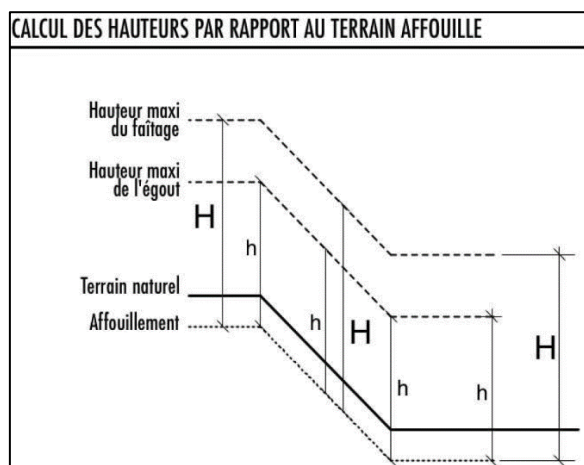 CALCUL DES HAUTEURS PAR RAPPORT AU TERRAIN AFFOUILLE
Hauteur maxi
du faîtage
Hauteur maxi
de l'égout
H
h
Terrain naturel
Affouillement
h
H
h
h
H